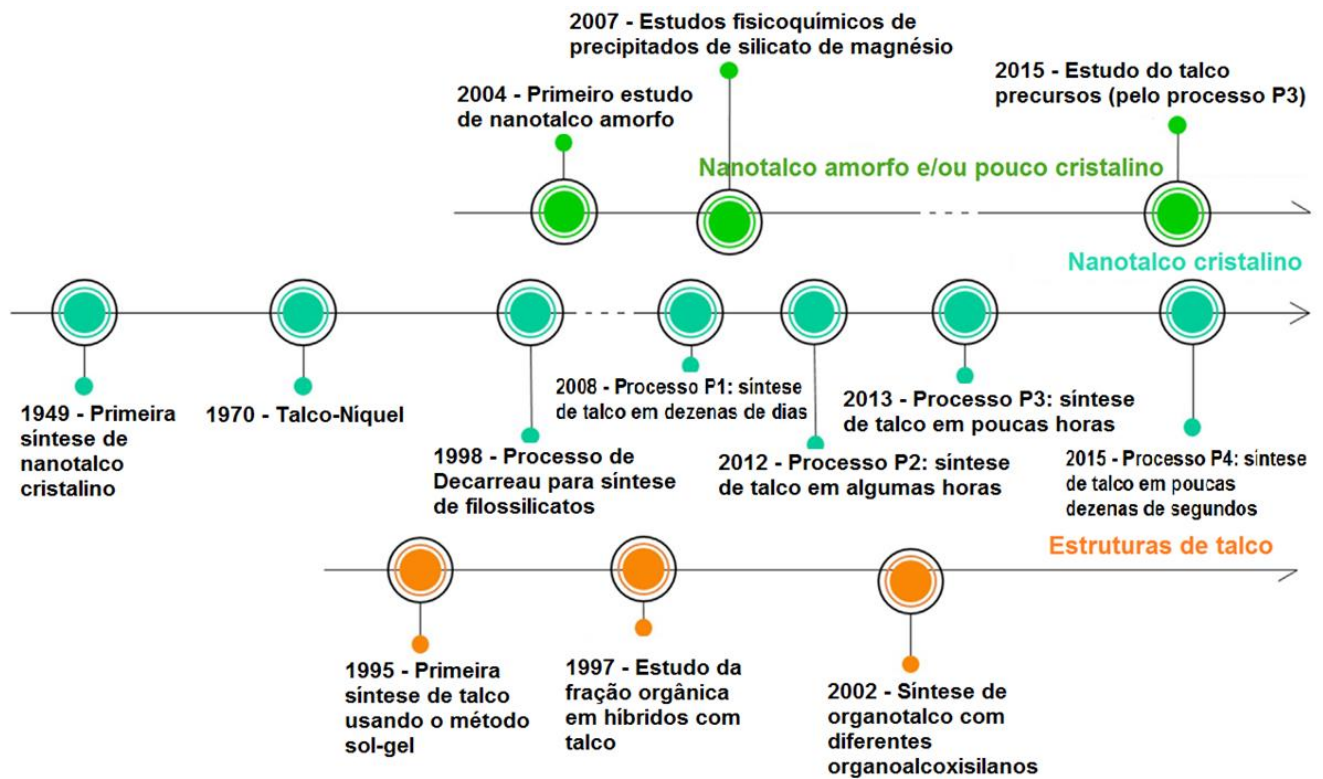 2007 - Estudos fisicoquímicos de
precipitados de silicato de magnésio
2004 - Primeiro estudo
de nanotalco amorfo
2015 - Estudo do talco
precursos (pelo processo P3)
Nanotalco amorfo e/ou pouco cristalino
Nanotalco cristalino
1949 - Primeira
síntese de
nanotalco
cristalino
1970 - Talco-Níquel
1998 - Processo de
Decarreau para síntese
de filossilicatos
2008 - Processo P1: síntese
de talco em dezenas de dias
2012 - Processo P2: síntese
de talco em algumas horas
2013 - Processo P3: síntese
de talco em poucas horas
2015 - Processo P4: síntese
de talco em poucas
dezenas de segundos
Estruturas de talco
1995 - Primeira
síntese de talco
usando o método
sol-gel
1997 - Estudo da
fração orgânica
em híbridos com
talco
2002 - Síntese de
organotalco com
diferentes
organoalcoxisilanos